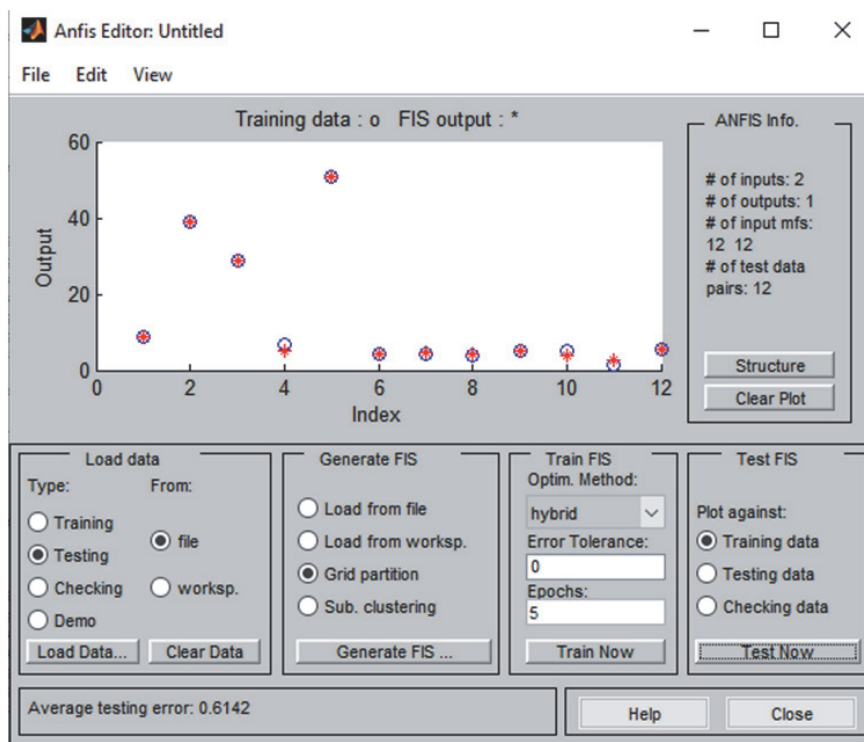 Anfis Editor: Untitled
File Edit View
Training data : o FIS output : *
60
40
20
0
Output
0 2 4 6 8 10 12
Index
ANFIS Info.
# of inputs: 2
# of outputs: 1
# of input mfs:
12 12
# of test data
pairs: 12
Structure
Clear Plot
Load data
Type: From:
Training
Testing
Checking
Demo
file
worksp.
Load Data... Clear Data
Generate FIS
Load from file
Load from worksp.
Grid partition
Sub. clustering
Generate FIS ...
Train FIS
Optim. Method:
hybrid
Error Tolerance:
0
Epochs:
5
Train Now
Test FIS
Plot against:
Training data
Testing data
Checking data
Test Now
Average testing error: 0.6142
Help Close